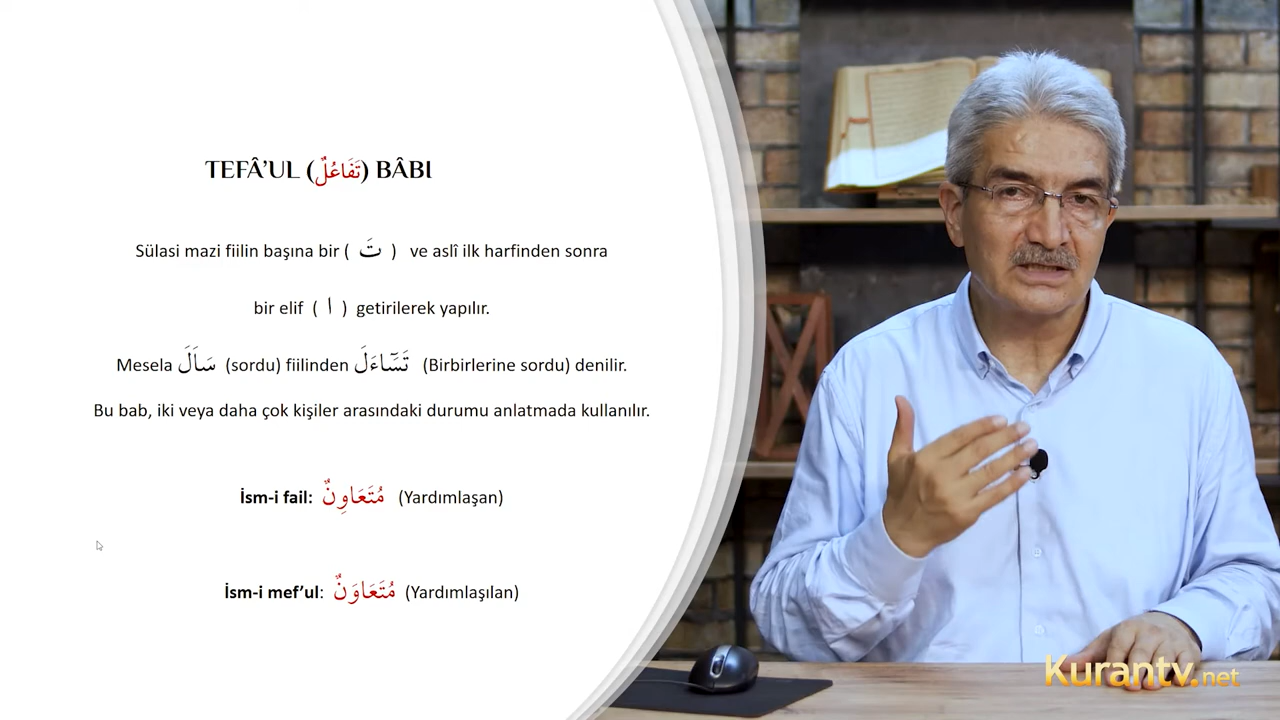 TEFÂ’UL (تَفَاعُلٌ) BÂBI
Sülasi mazi fiilin başına bir ( تَ ) ve aslî ilk harfinden sonra
bir elif ( ا ) getirilerek yapılır.
Mesela سَاَلَ (sordu) fiilinden تَسَٓاءَلَ (Birbirlerine sordu) denilir.
Bu bab, iki veya daha çok kişiler arasındaki durumu anlatmada kullanılır.
İsm-i fail: مُتَعَاوِنٌ (Yardımlaşan)
İsm-i mef’ul: مُتَعَاوَنٌ (Yardımlaşılan)
Kurantv.net